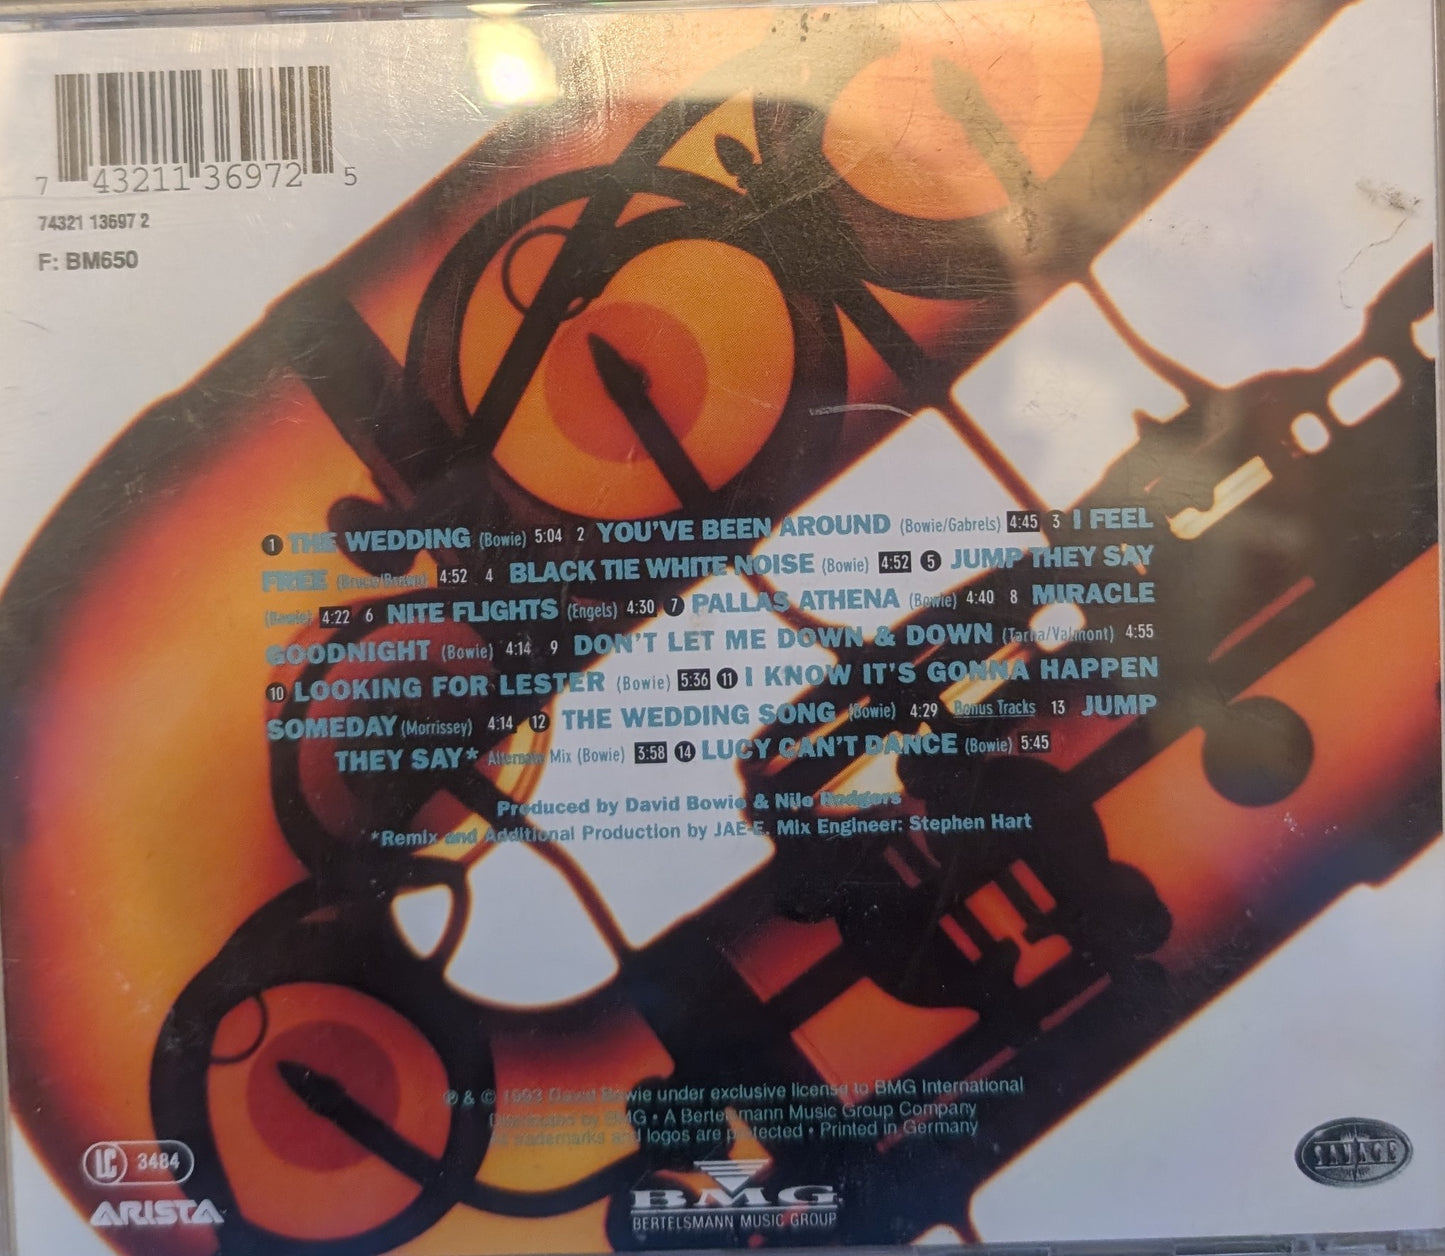 7 43211 36972 5
74321 13697 2
F: BM650
1 THE WEDDING (Bowie) 5:04 2 YOU'VE BEEN AROUND (Bowie/Gabrels) 4:45 3 I FEEL
FREE (Bruce/Brown) 4:52 4 BLACK TIE WHITE NOISE (Bowie) 4:52 5 JUMP THEY SAY
(Bowie) 4:22 6 NITE FLIGHTS (Engels) 4:30 7 PALLAS ATHENA (Bowie) 4:40 8 MIRACLE
GOODNIGHT (Bowie) 4:14 9 DON'T LET ME DOWN & DOWN (Tarha/Valmont) 4:55
10 LOOKING FOR LESTER (Bowie) 5:36 11 I KNOW IT'S GONNA HAPPEN
SOMEDAY (Morrissey) 4:14 12 THE WEDDING SONG (Bowie) 4:29 Bonus Tracks 13 JUMP
THEY SAY* Alternate Mix (Bowie) 3:58 14 LUCY CAN'T DANCE (Bowie) 5:45
Produced by David Bowie & Nile Rodgers
*Remix and Additional Production by JAE-E. Mix Engineer: Stephen Hart
℗ & © 1993 David Bowie under exclusive license to BMG International
Distributed by BMG • A Bertelsmann Music Group Company
trademarks and logos are protected • Printed in Germany
LC 3484
ARISTA
BMG
BERTELSMANN MUSIC GROUP
SAVAGE